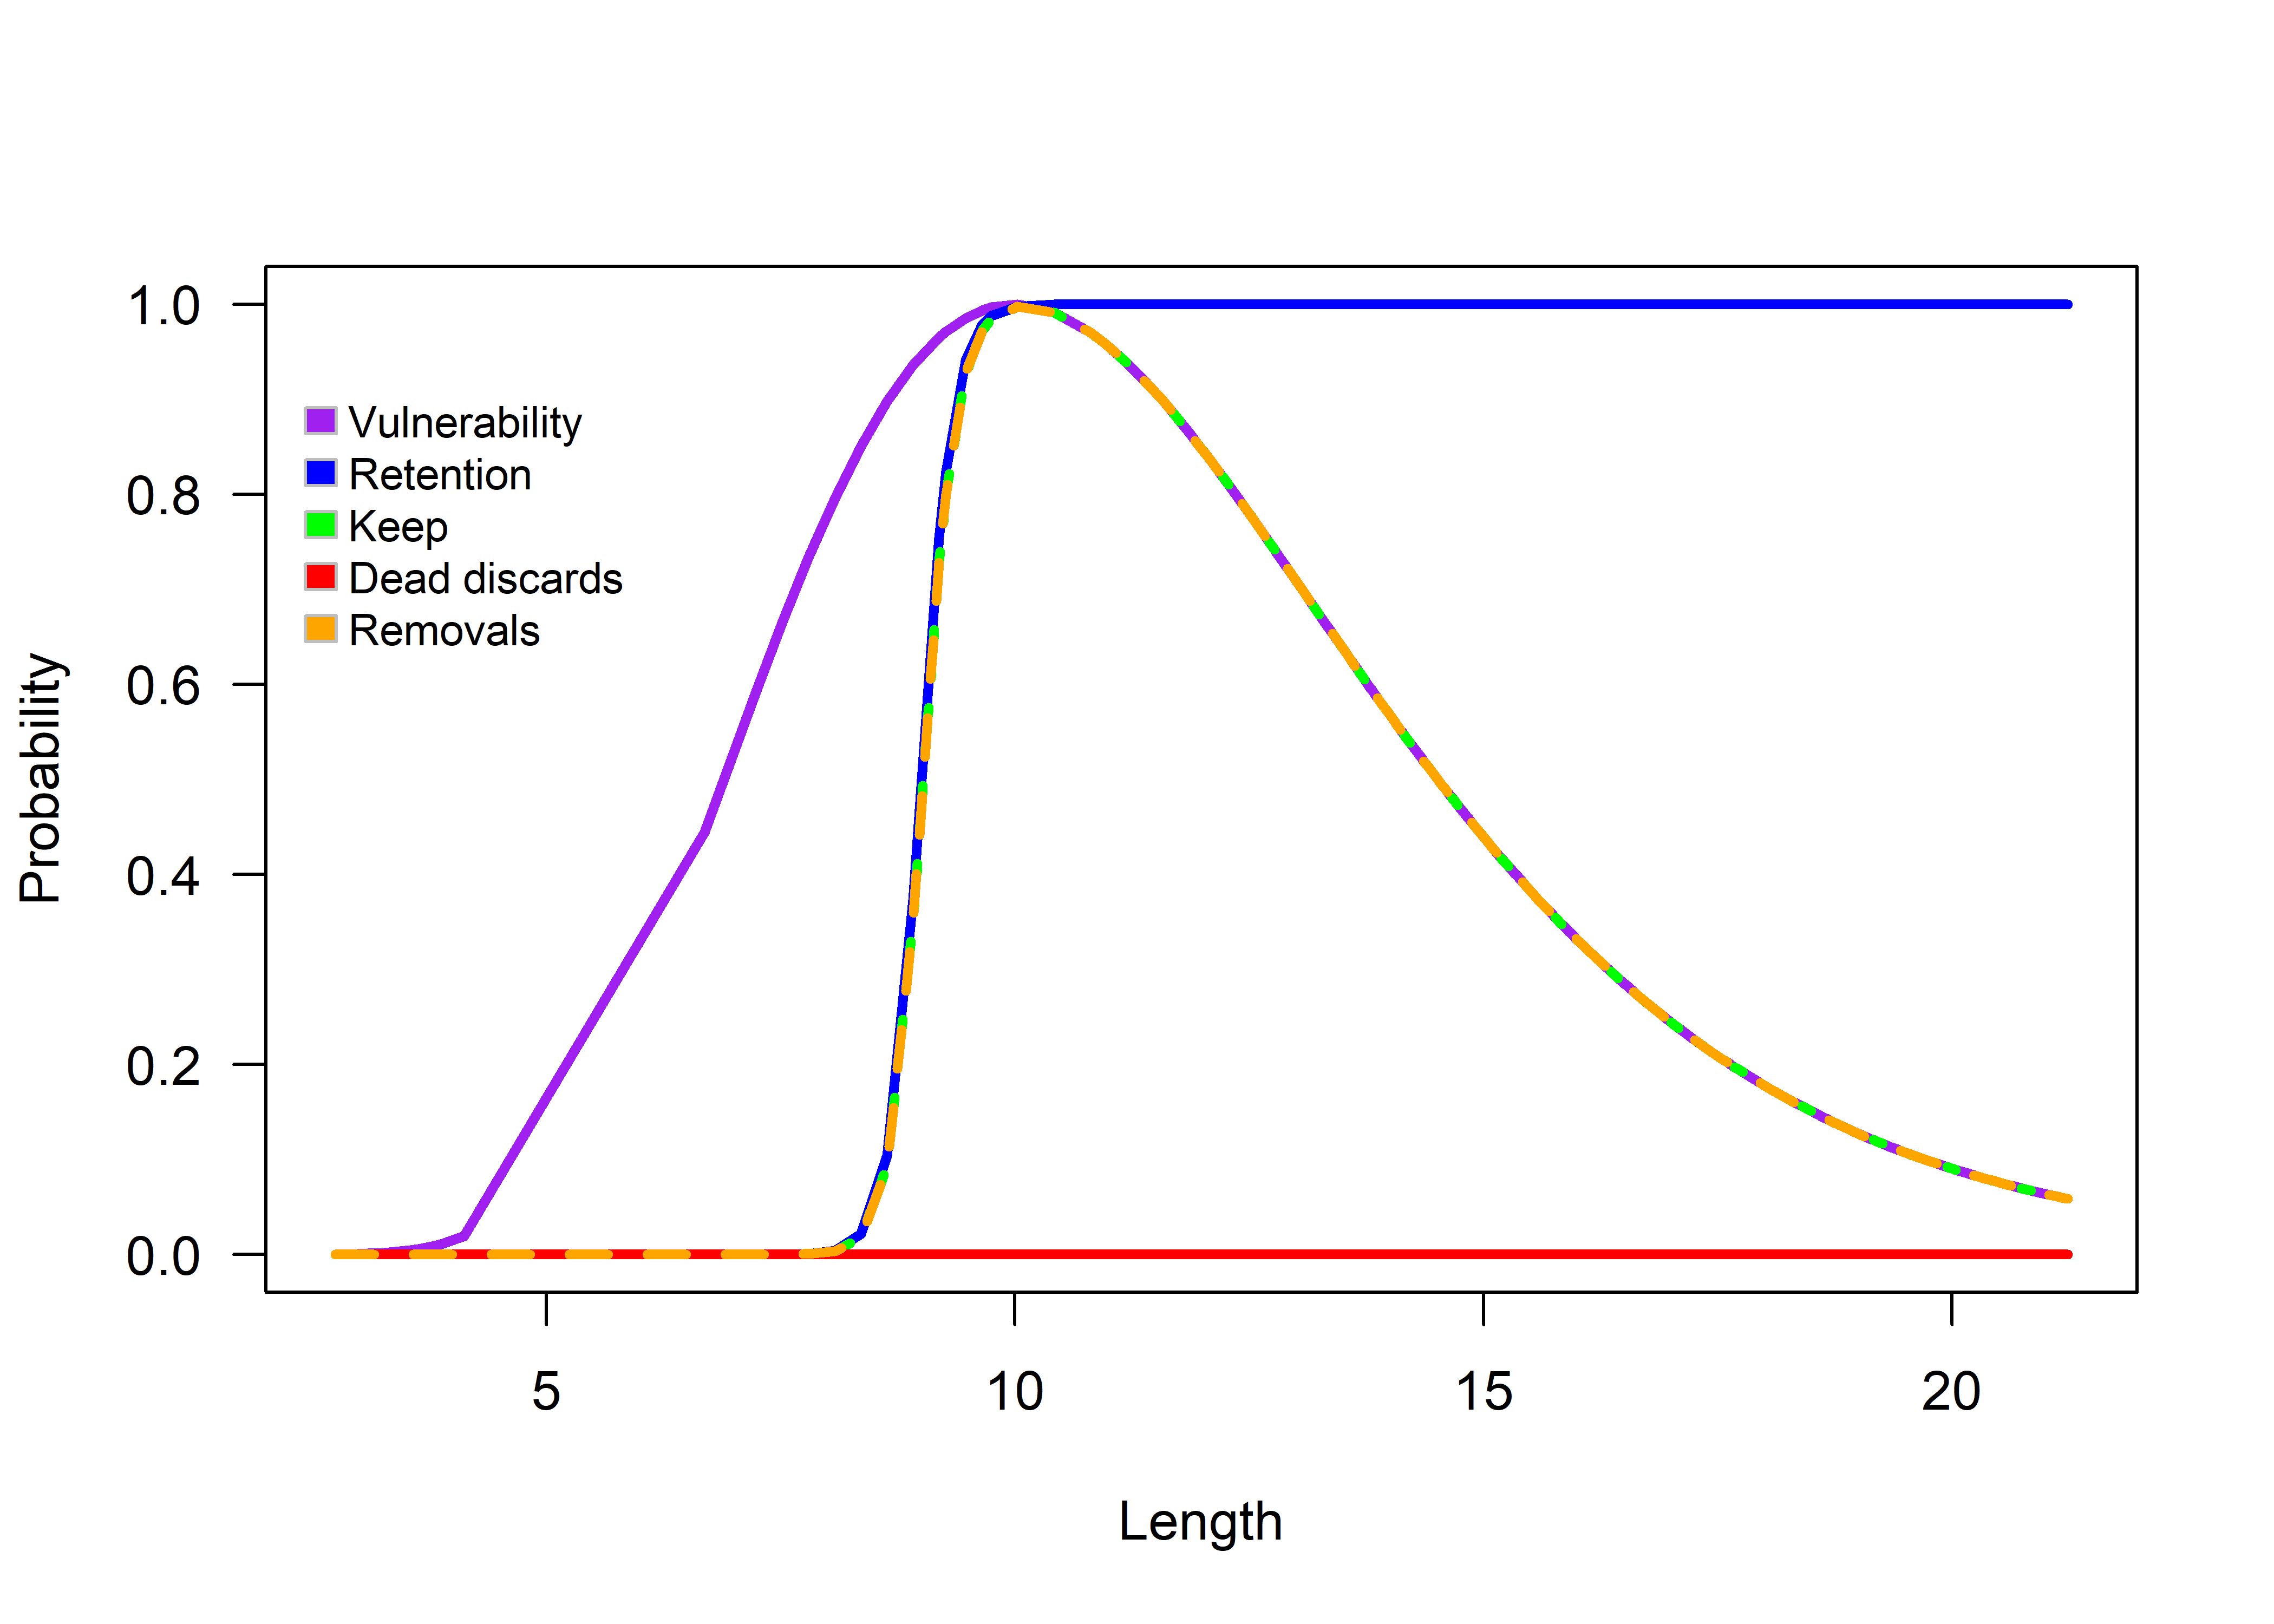 1.0
0.8
0.6
0.4
0.2
0.0
Probability
Vulnerability
Retention
Keep
Dead discards
Removals
5 10 15 20
Length